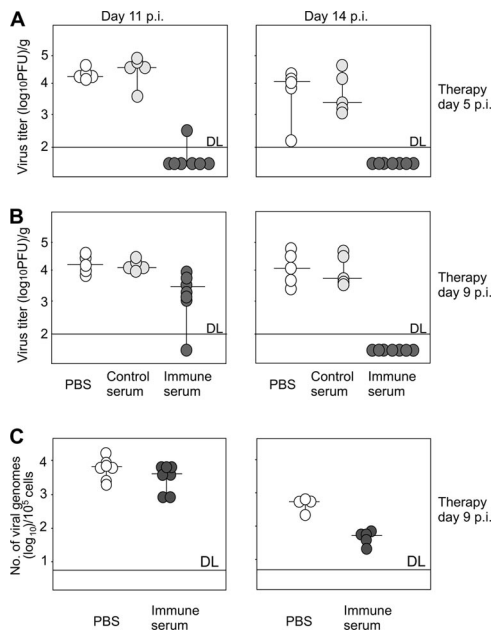 A
Day 11 p.i.
Day 14 p.i.
Virus titer (log10PFU)/g
5
4
3
2
DL
DL
Therapy
day 5 p.i.
B
Virus titer (log10PFU)/g
5
4
3
2
DL
DL
Therapy
day 9 p.i.
PBS
Control
serum
Immune
serum
PBS
Control
serum
Immune
serum
C
No. of viral genomes
(log10)/10⁵ cells
4
3
2
1
DL
DL
Therapy
day 9 p.i.
PBS
Immune
serum
PBS
Immune
serum